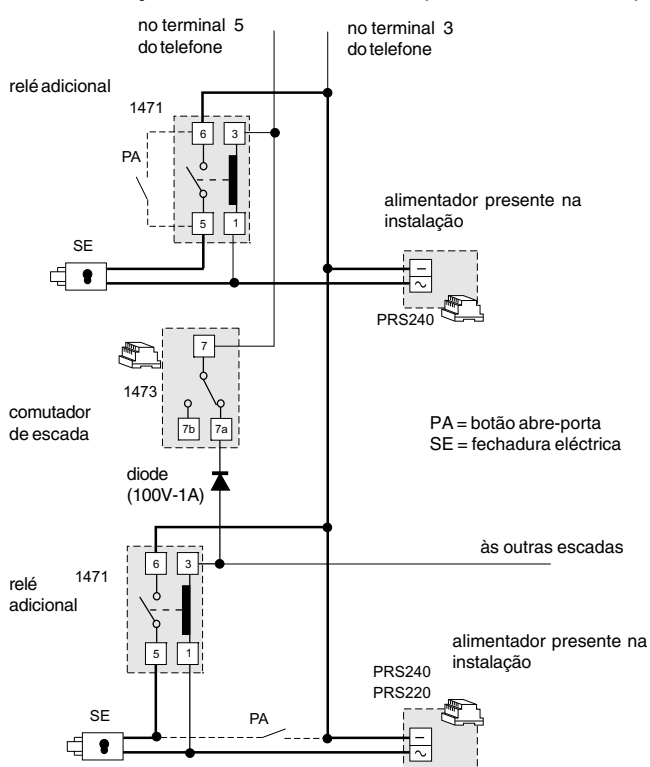 no terminal 5
do telefone
no terminal 3
do telefone
relé adicional
1471
6
3
PA
5
1
SE
alimentador presente na
instalação
–
~
PRS240
7
1473
comutador
de escada
7b
7a
PA = botão abre-porta
SE = fechadura eléctrica
diode
(100V-1A)
às outras escadas
6
3
relé
adicional
1471
5
1
alimentador presente na
instalação
PRS240
PRS220
SE
PA
–
~